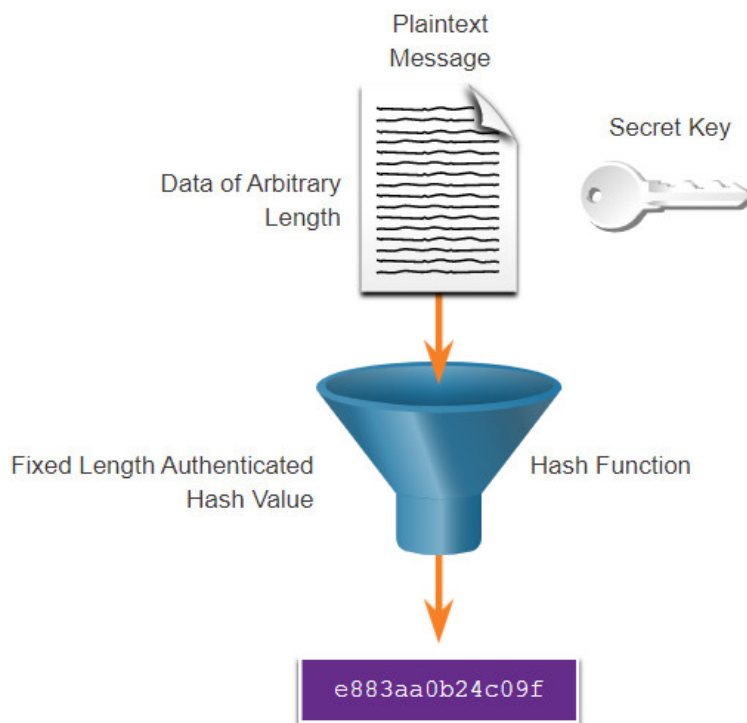 Plaintext
Message
Secret Key
Data of Arbitrary
Length
Fixed Length Authenticated
Hash Value
Hash Function
e883aa0b24c09f